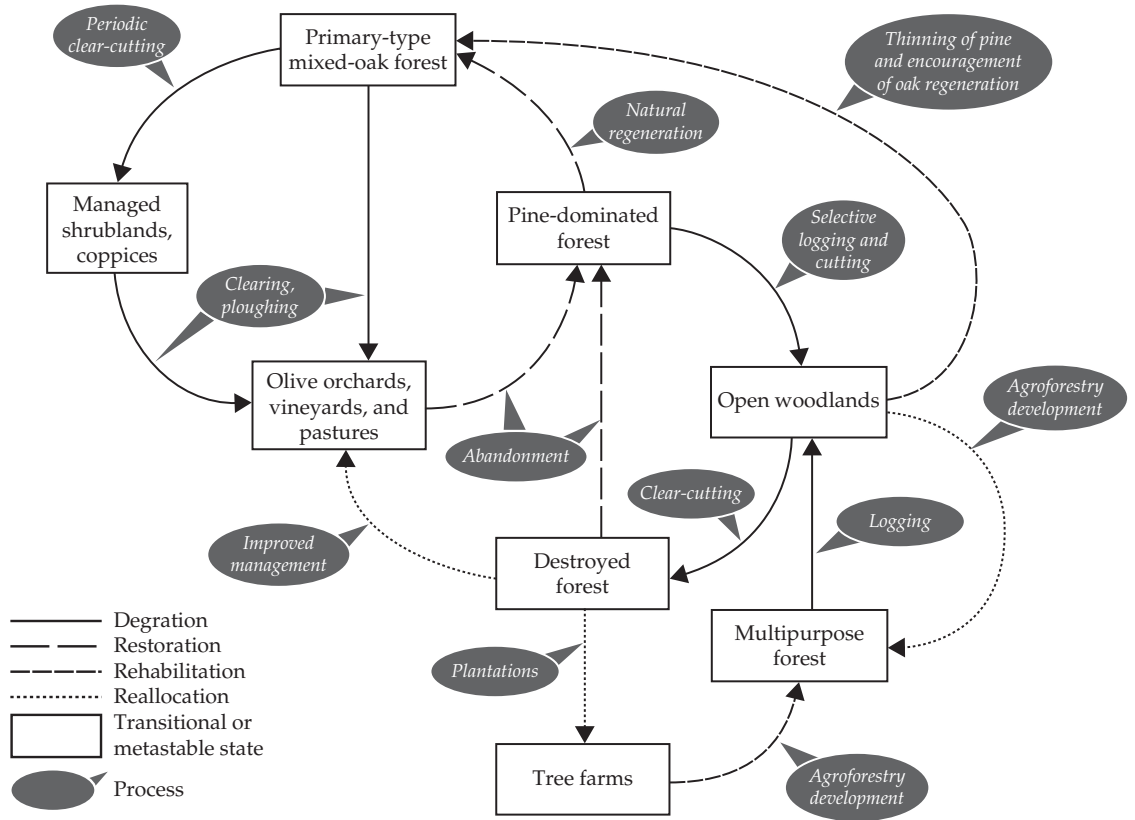 Periodic
clear-cutting
Primary-type
mixed-oak forest
Thinning of pine
and encouragement
of oak regeneration
Natural
regeneration
Managed
shrublands,
coppices
Pine-dominated
forest
Selective
logging and
cutting
Clearing,
ploughing
Olive orchards,
vineyards, and
pastures
Open woodlands
Agroforestry
development
Abandonment
Clear-cutting
Logging
Improved
management
Destroyed
forest
Multipurpose
forest
Plantations
Tree farms
Agroforestry
development
Degration
Restoration
Rehabilitation
Reallocation
Transitional or
metastable state
Process